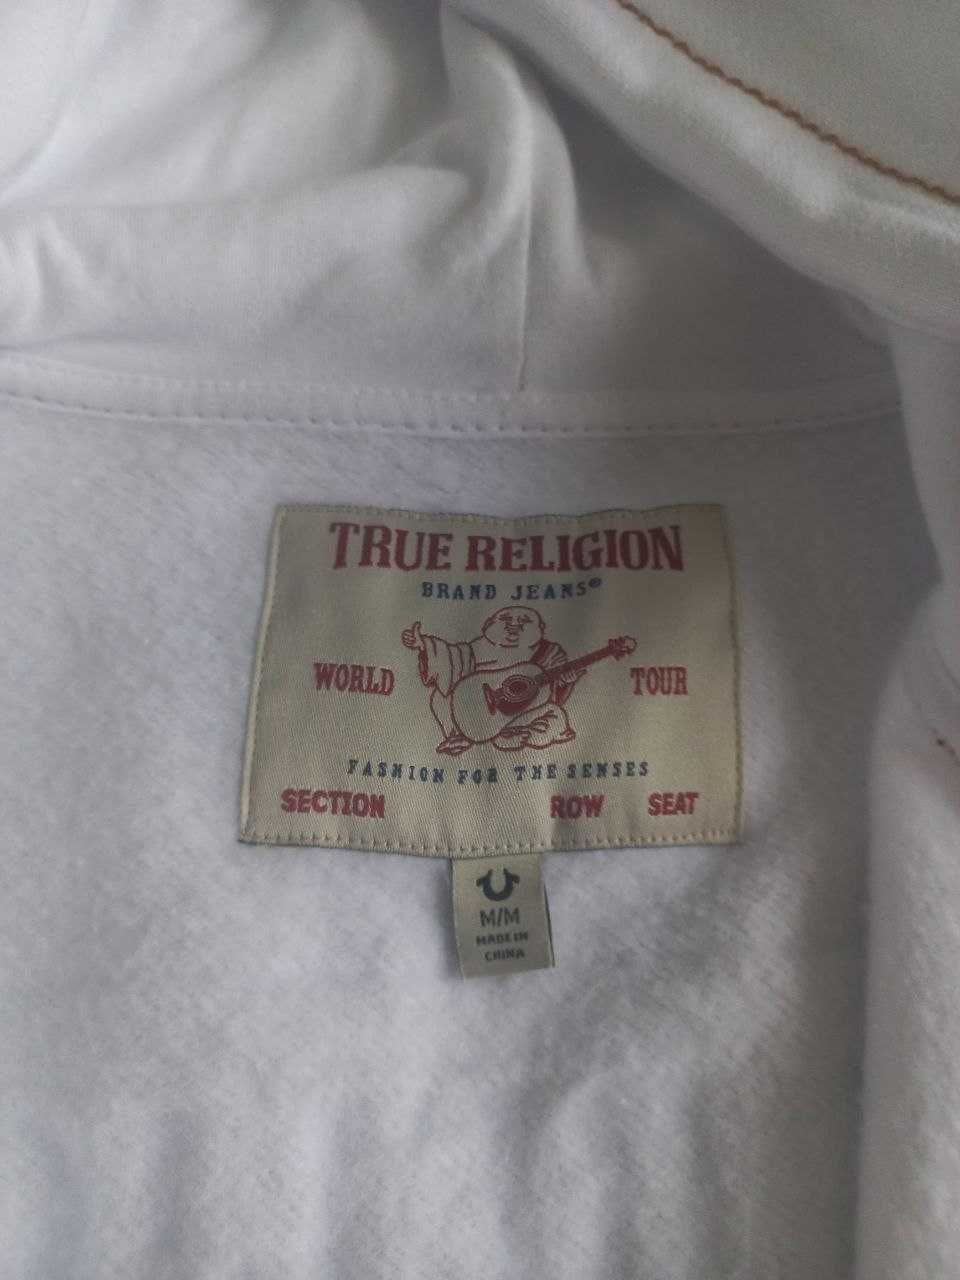 TRUE RELIGION
BRAND JEANS®
WORLD TOUR
FASHION FOR THE SENSES
SECTION ROW SEAT
M/M
MADE IN
CHINA